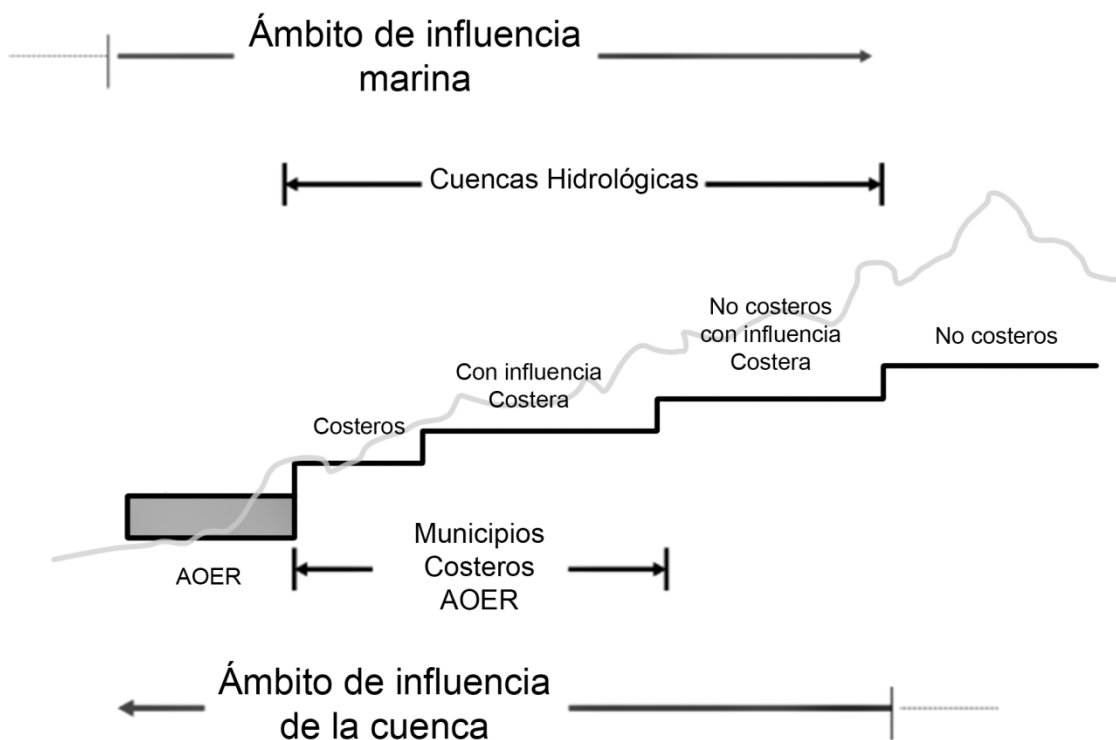 Ámbito de influencia
marina
Cuencas Hidrológicas
No costeros
con influencia
Costera
No costeros
Con influencia
Costera
Costeros
AOER
Municipios
Costeros
AOER
Ámbito de influencia
de la cuenca